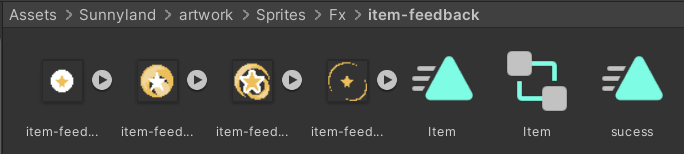 Assets > Sunnyland > artwork > Sprites > Fx > item-feedback
item-feed... item-feed... item-feed... item-feed... Item Item sucess